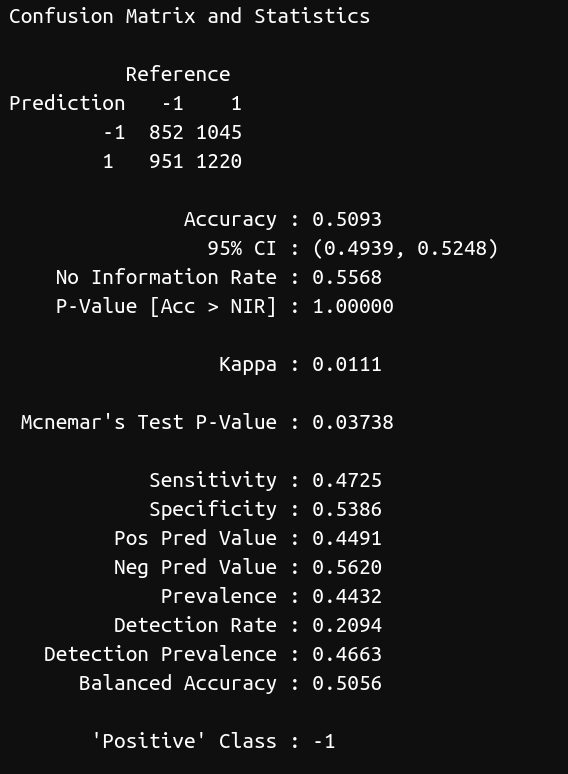 Confusion Matrix and Statistics
Reference
Prediction -1 1
-1 852 1045
1 951 1220
Accuracy : 0.5093
95% CI : (0.4939, 0.5248)
No Information Rate : 0.5568
P-Value [Acc > NIR] : 1.00000
Kappa : 0.0111
Mcnemar's Test P-Value : 0.03738
Sensitivity : 0.4725
Specificity : 0.5386
Pos Pred Value : 0.4491
Neg Pred Value : 0.5620
Prevalence : 0.4432
Detection Rate : 0.2094
Detection Prevalence : 0.4663
Balanced Accuracy : 0.5056
'Positive' Class : -1